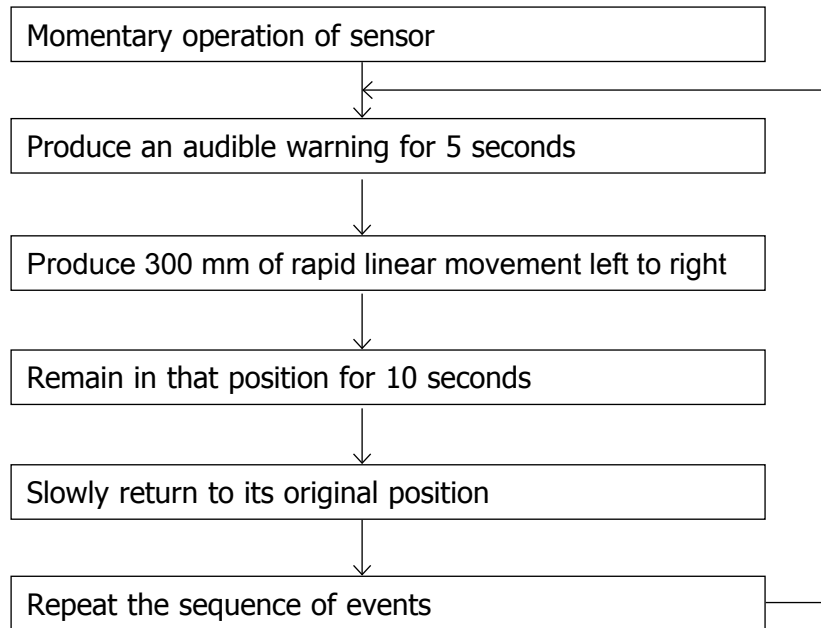 Momentary operation of sensor
Produce an audible warning for 5 seconds
Produce 300 mm of rapid linear movement left to right
Remain in that position for 10 seconds
Slowly return to its original position
Repeat the sequence of events